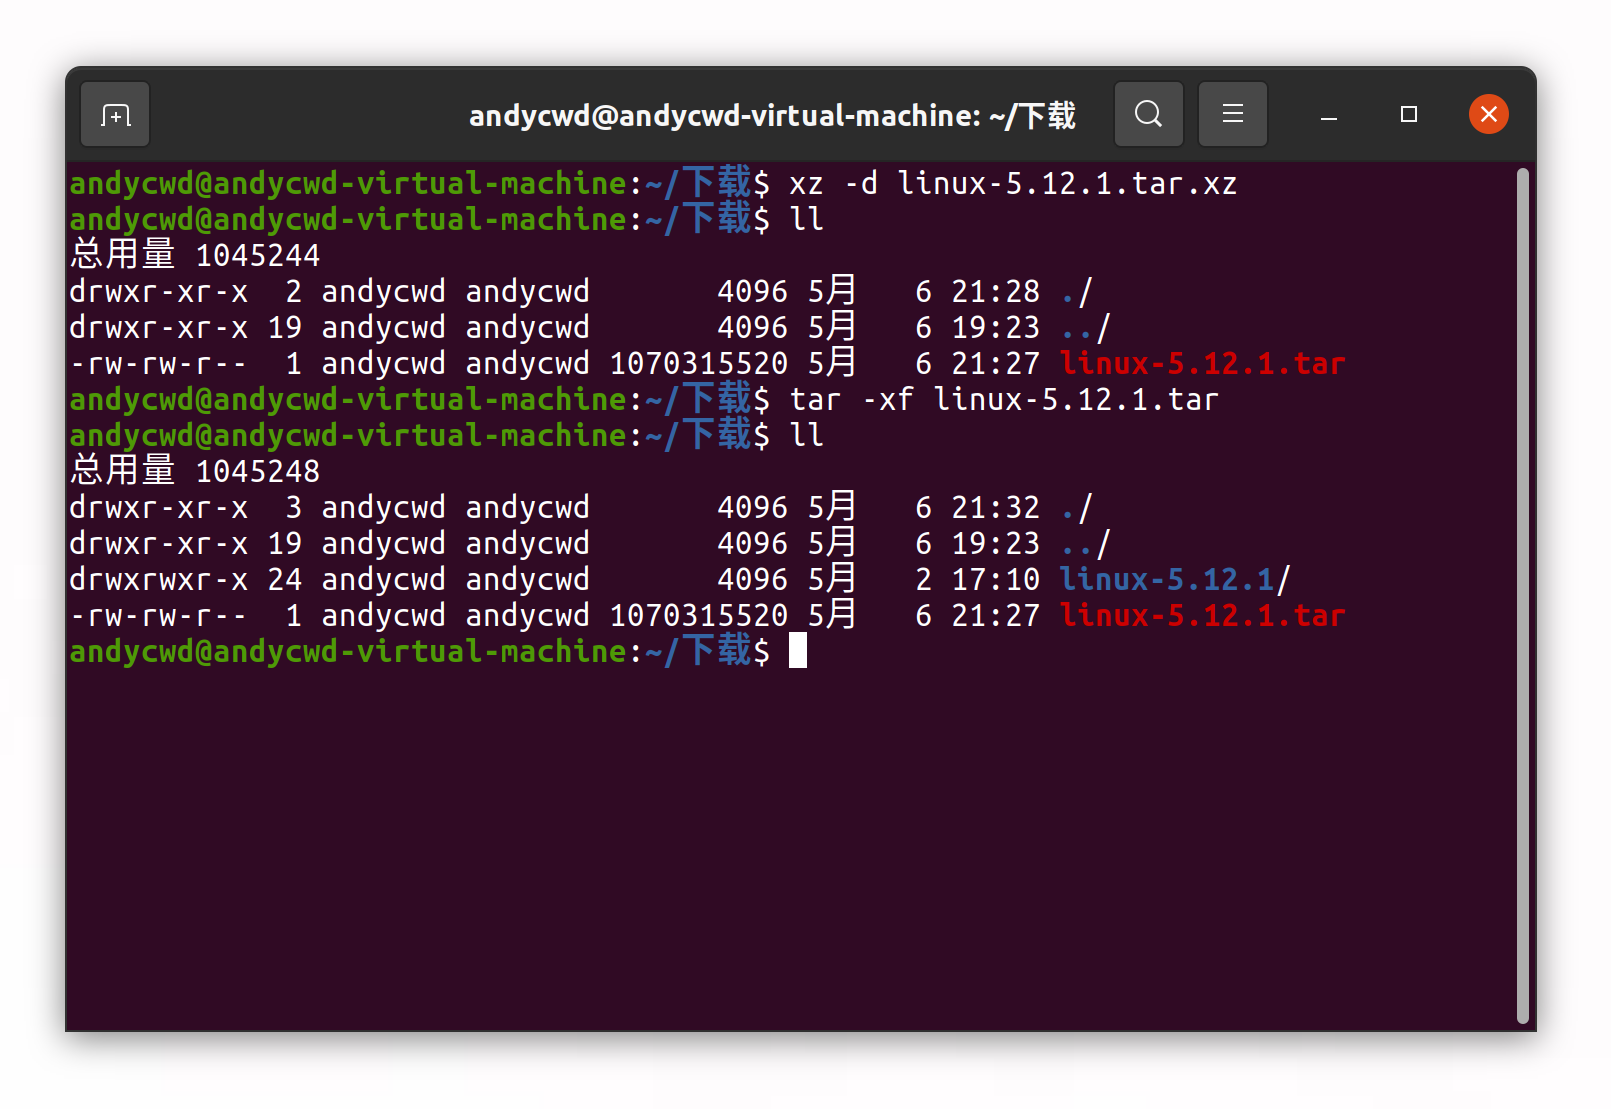 andycwd@andycwd-virtual-machine: ~/下载
andycwd@andycwd-virtual-machine:~/下载$ xz -d linux-5.12.1.tar.xz
andycwd@andycwd-virtual-machine:~/下载$ ll
总用量 1045244
drwxr-xr-x  2 andycwd andycwd       4096 5月   6 21:28 ./
drwxr-xr-x 19 andycwd andycwd       4096 5月   6 19:23 ../
-rw-rw-r--  1 andycwd andycwd 1070315520 5月   6 21:27 linux-5.12.1.tar
andycwd@andycwd-virtual-machine:~/下载$ tar -xf linux-5.12.1.tar
andycwd@andycwd-virtual-machine:~/下载$ ll
总用量 1045248
drwxr-xr-x  3 andycwd andycwd       4096 5月   6 21:32 ./
drwxr-xr-x 19 andycwd andycwd       4096 5月   6 19:23 ../
drwxrwxr-x 24 andycwd andycwd       4096 5月   2 17:10 linux-5.12.1/
-rw-rw-r--  1 andycwd andycwd 1070315520 5月   6 21:27 linux-5.12.1.tar
andycwd@andycwd-virtual-machine:~/下载$